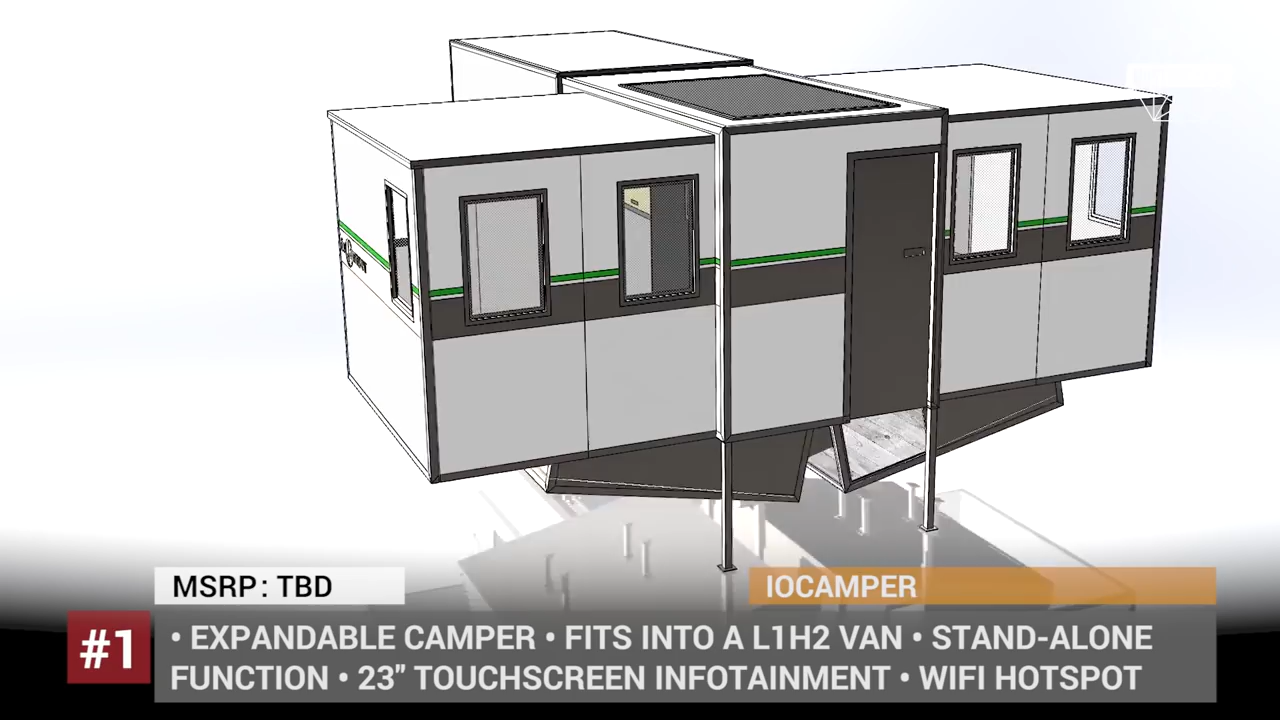 MSRP: TBD
IOCAMPER
#1
• EXPANDABLE CAMPER • FITS INTO A L1H2 VAN • STAND-ALONE
FUNCTION • 23" TOUCHSCREEN INFOTAINMENT • WIFI HOTSPOT